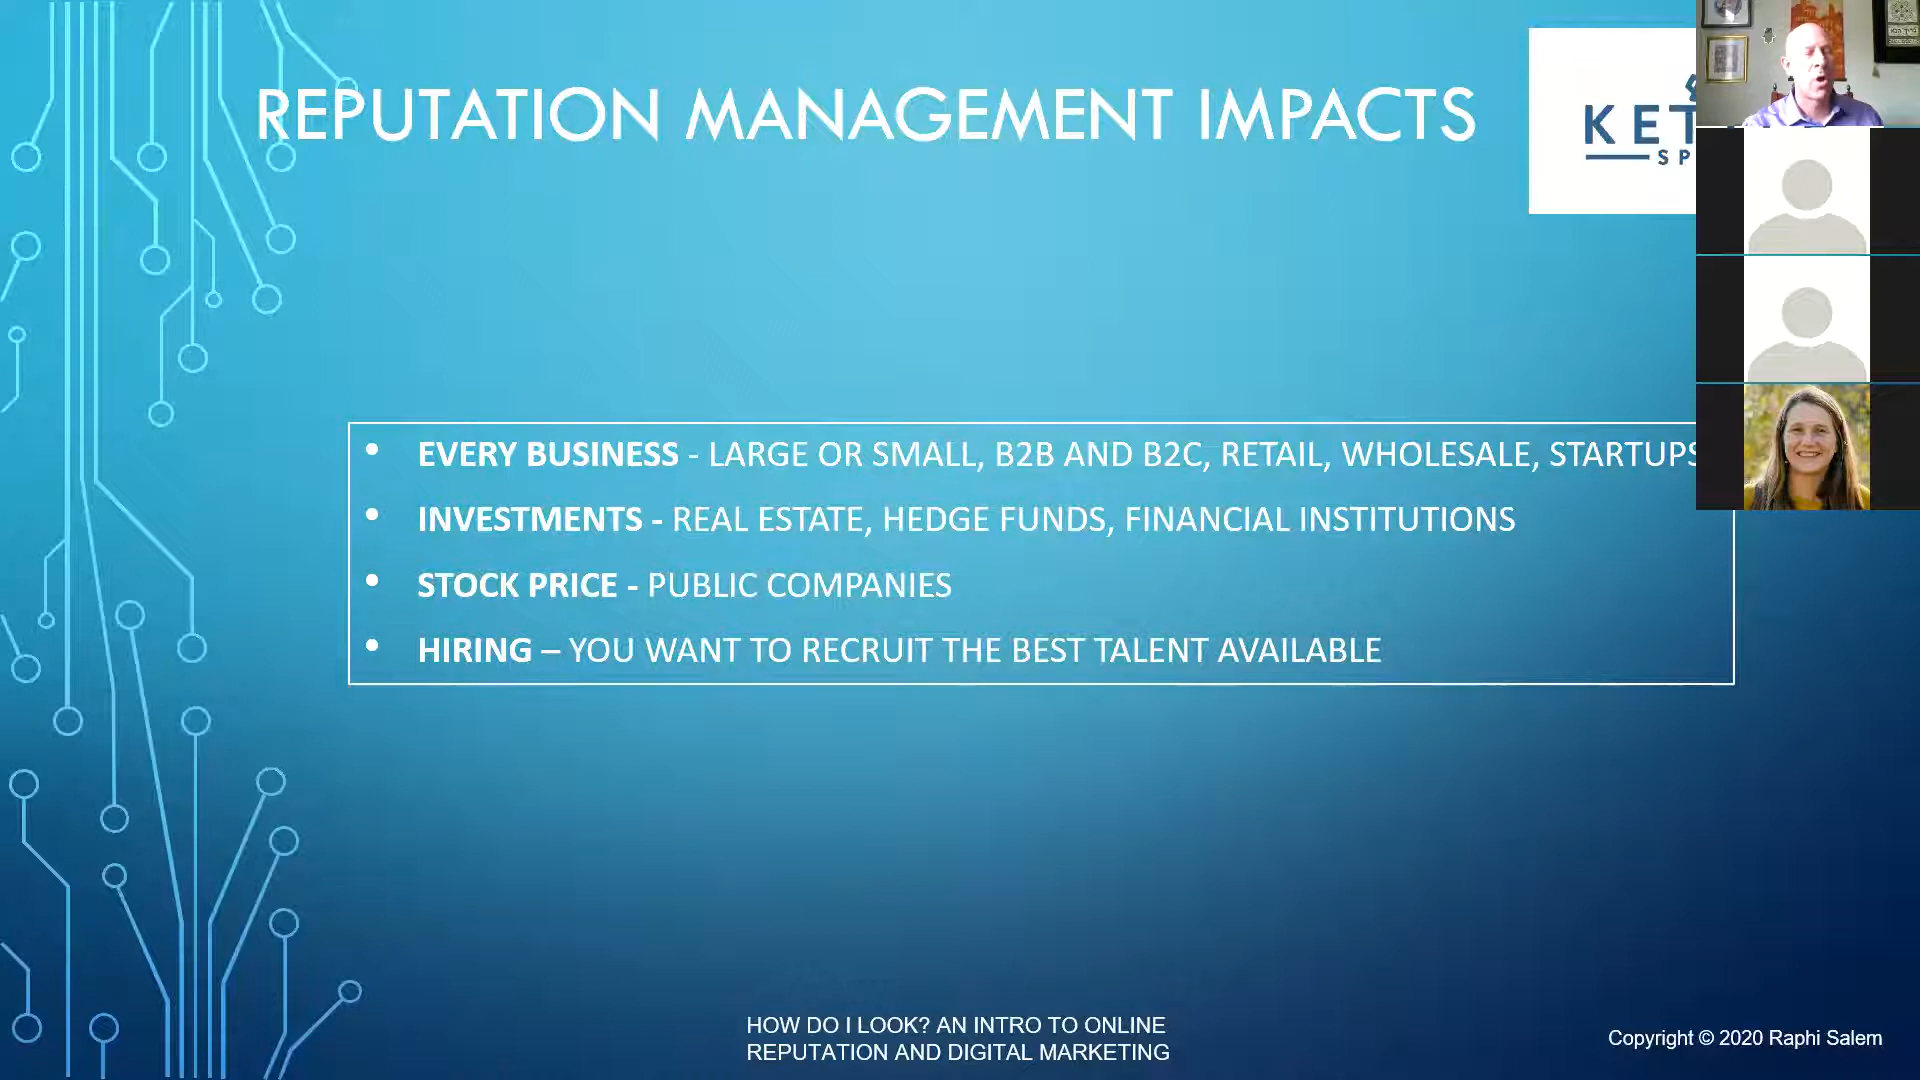 REPUTATION MANAGEMENT IMPACTS
• EVERY BUSINESS - LARGE OR SMALL, B2B AND B2C, RETAIL, WHOLESALE, STARTUPS
• INVESTMENTS - REAL ESTATE, HEDGE FUNDS, FINANCIAL INSTITUTIONS
• STOCK PRICE - PUBLIC COMPANIES
• HIRING – YOU WANT TO RECRUIT THE BEST TALENT AVAILABLE
HOW DO I LOOK? AN INTRO TO ONLINE
REPUTATION AND DIGITAL MARKETING
Copyright © 2020 Raphi Salem